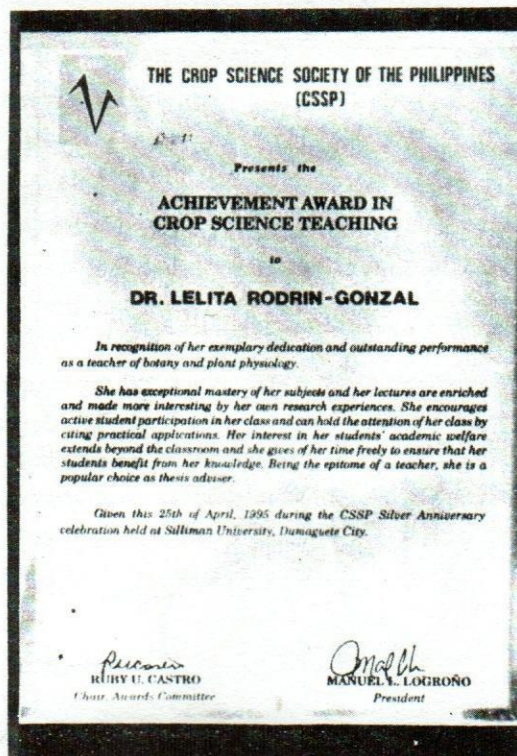 THE CROP SCIENCE SOCIETY OF THE PHILIPPINES
(CSSP)
Presents the
ACHIEVEMENT AWARD IN
CROP SCIENCE TEACHING
to
DR. LELITA RODRIN-GONZAL
In recognition of her exemplary dedication and outstanding performance
as a teacher of botany and plant physiology.
She has exceptional mastery of her subjects and her lectures are enriched
and made more interesting by her own research experiences. She encourages
active student participation in her class and can hold the attention of her class by
citing practical applications. Her interest in her students' academic welfare
extends beyond the classroom and she gives of her time freely to ensure that her
students benefit from her knowledge. Being the epitome of a teacher, she is a
popular choice as thesis adviser.
Given this 25th of April, 1995 during the CSSP Silver Anniversary
celebration held at Silliman University, Dumaguete City.
RUBY U. CASTRO
Chair, Awards Committee
MANUEL L. LOGROÑO
President